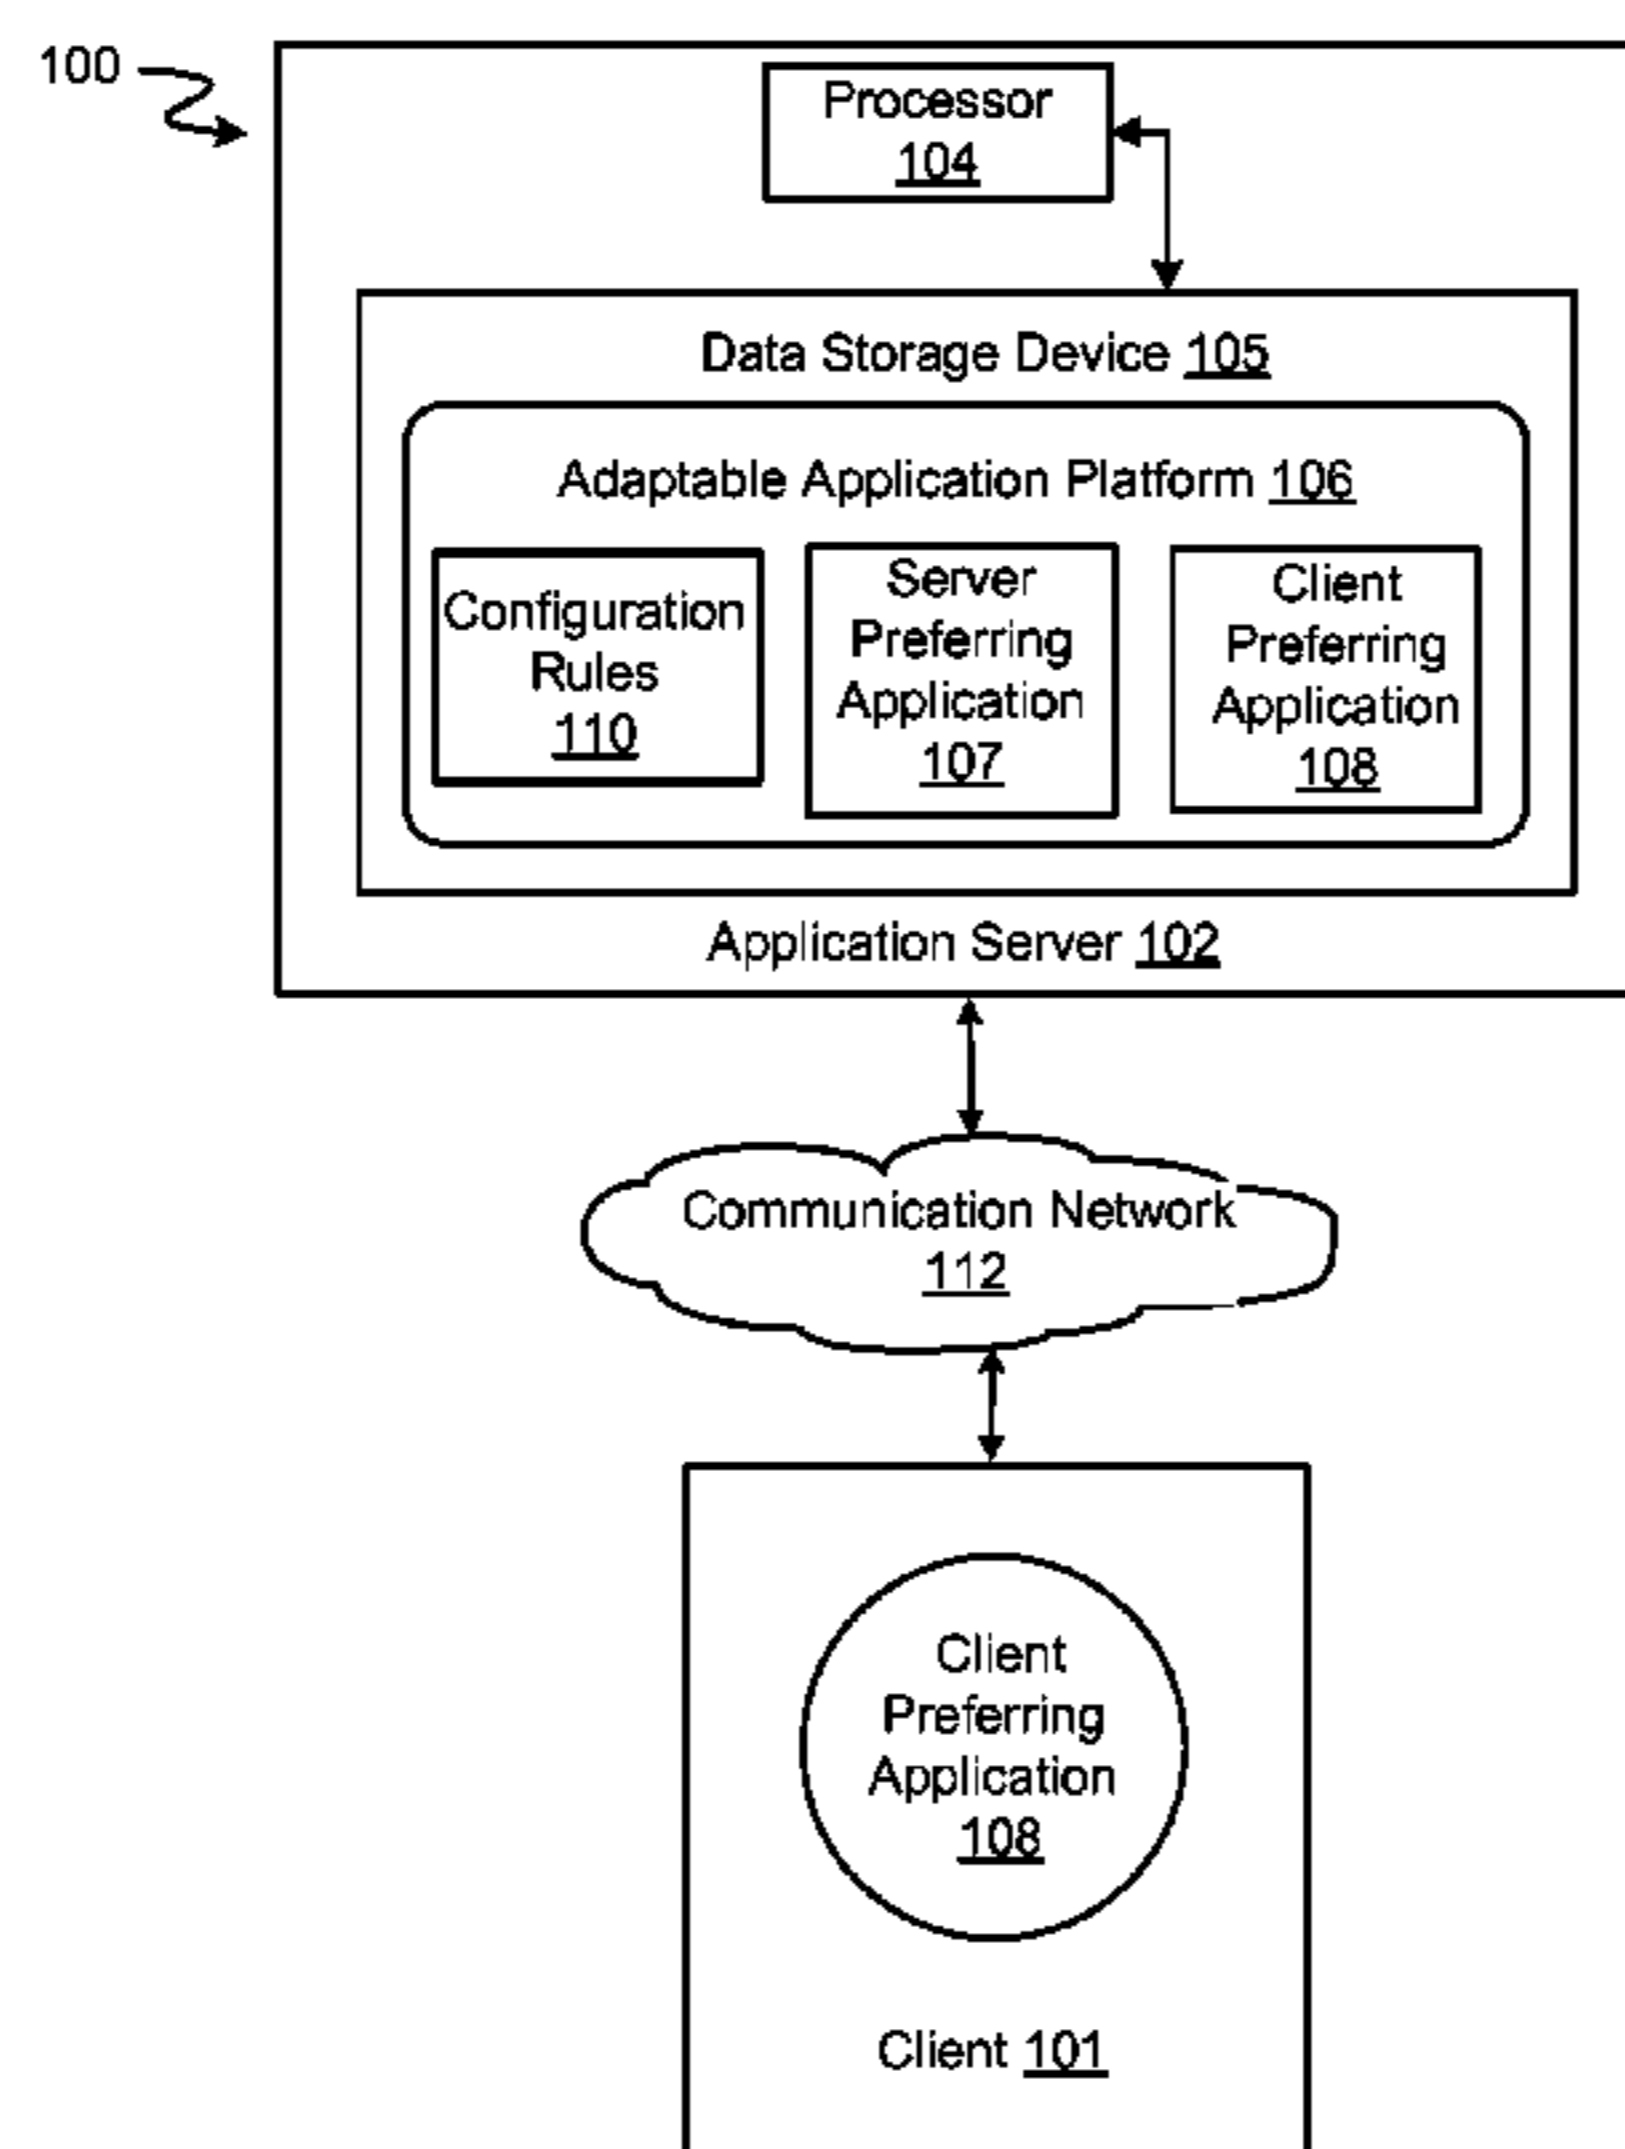 100
Processor
104
Data Storage Device 105
Adaptable Application Platform 106
Configuration
Rules
110
Server
Preferring
Application
107
Client
Preferring
Application
108
Application Server 102
Communication Network
112
Client
Preferring
Application
108
Client 101